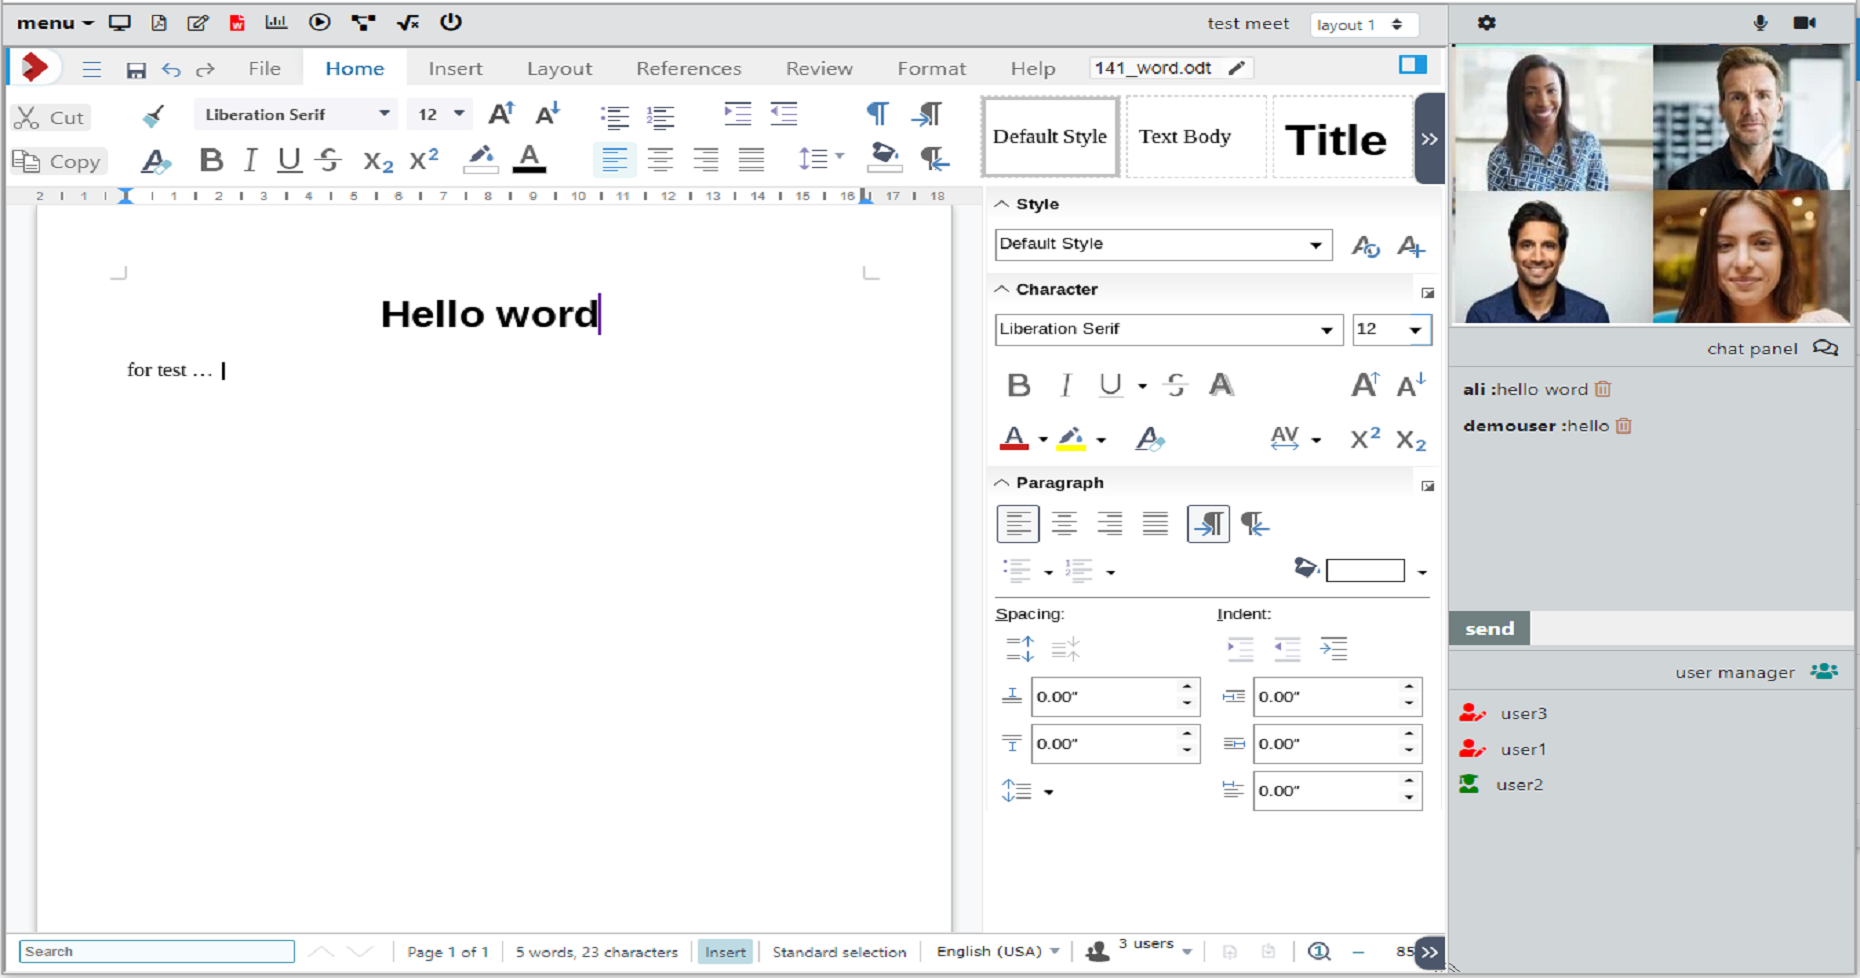 menu
test meet
layout 1
File
Home
Insert
Layout
References
Review
Format
Help
141_word.odt
Cut
Liberation Serif
12
Default Style
Text Body
Title
Copy
2 1 1 2 3 4 5 6 7 8 9 10 11 12 13 14 15 16 17 18
Hello word
for test ...
Style
Default Style
Character
Liberation Serif
12
Paragraph
Spacing:
Indent:
0.00"
0.00"
0.00"
0.00"
0.00"
Search
Page 1 of 1
5 words, 23 characters
Insert
Standard selection
English (USA)
3 users
85
chat panel
ali :hello word
demouser :hello
send
user manager
user3
user1
user2